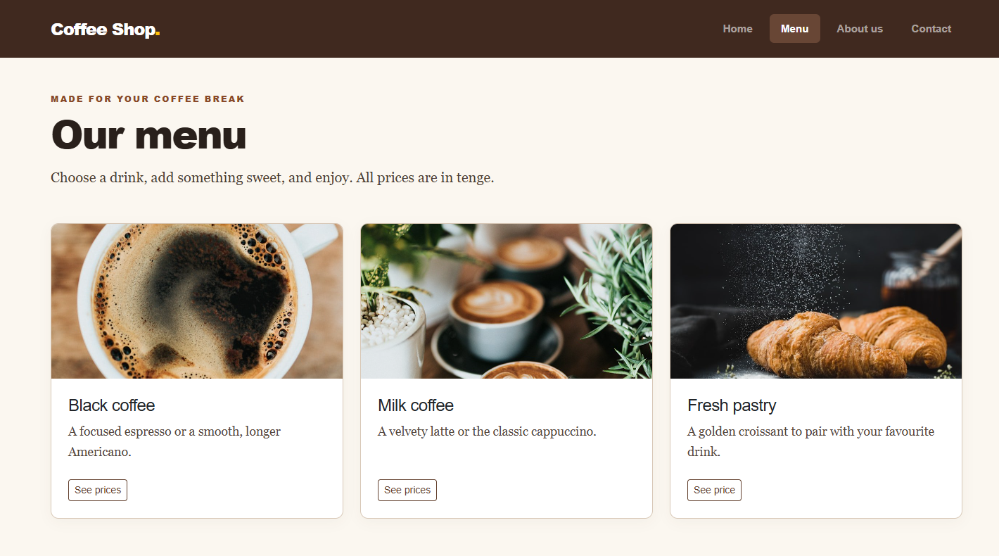 Coffee Shop.
Home Menu About us Contact
MADE FOR YOUR COFFEE BREAK
Our menu
Choose a drink, add something sweet, and enjoy. All prices are in tenge.
Black coffee
A focused espresso or a smooth, longer
Americano.
See prices
Milk coffee
A velvety latte or the classic cappuccino.
See prices
Fresh pastry
A golden croissant to pair with your favourite
drink.
See price